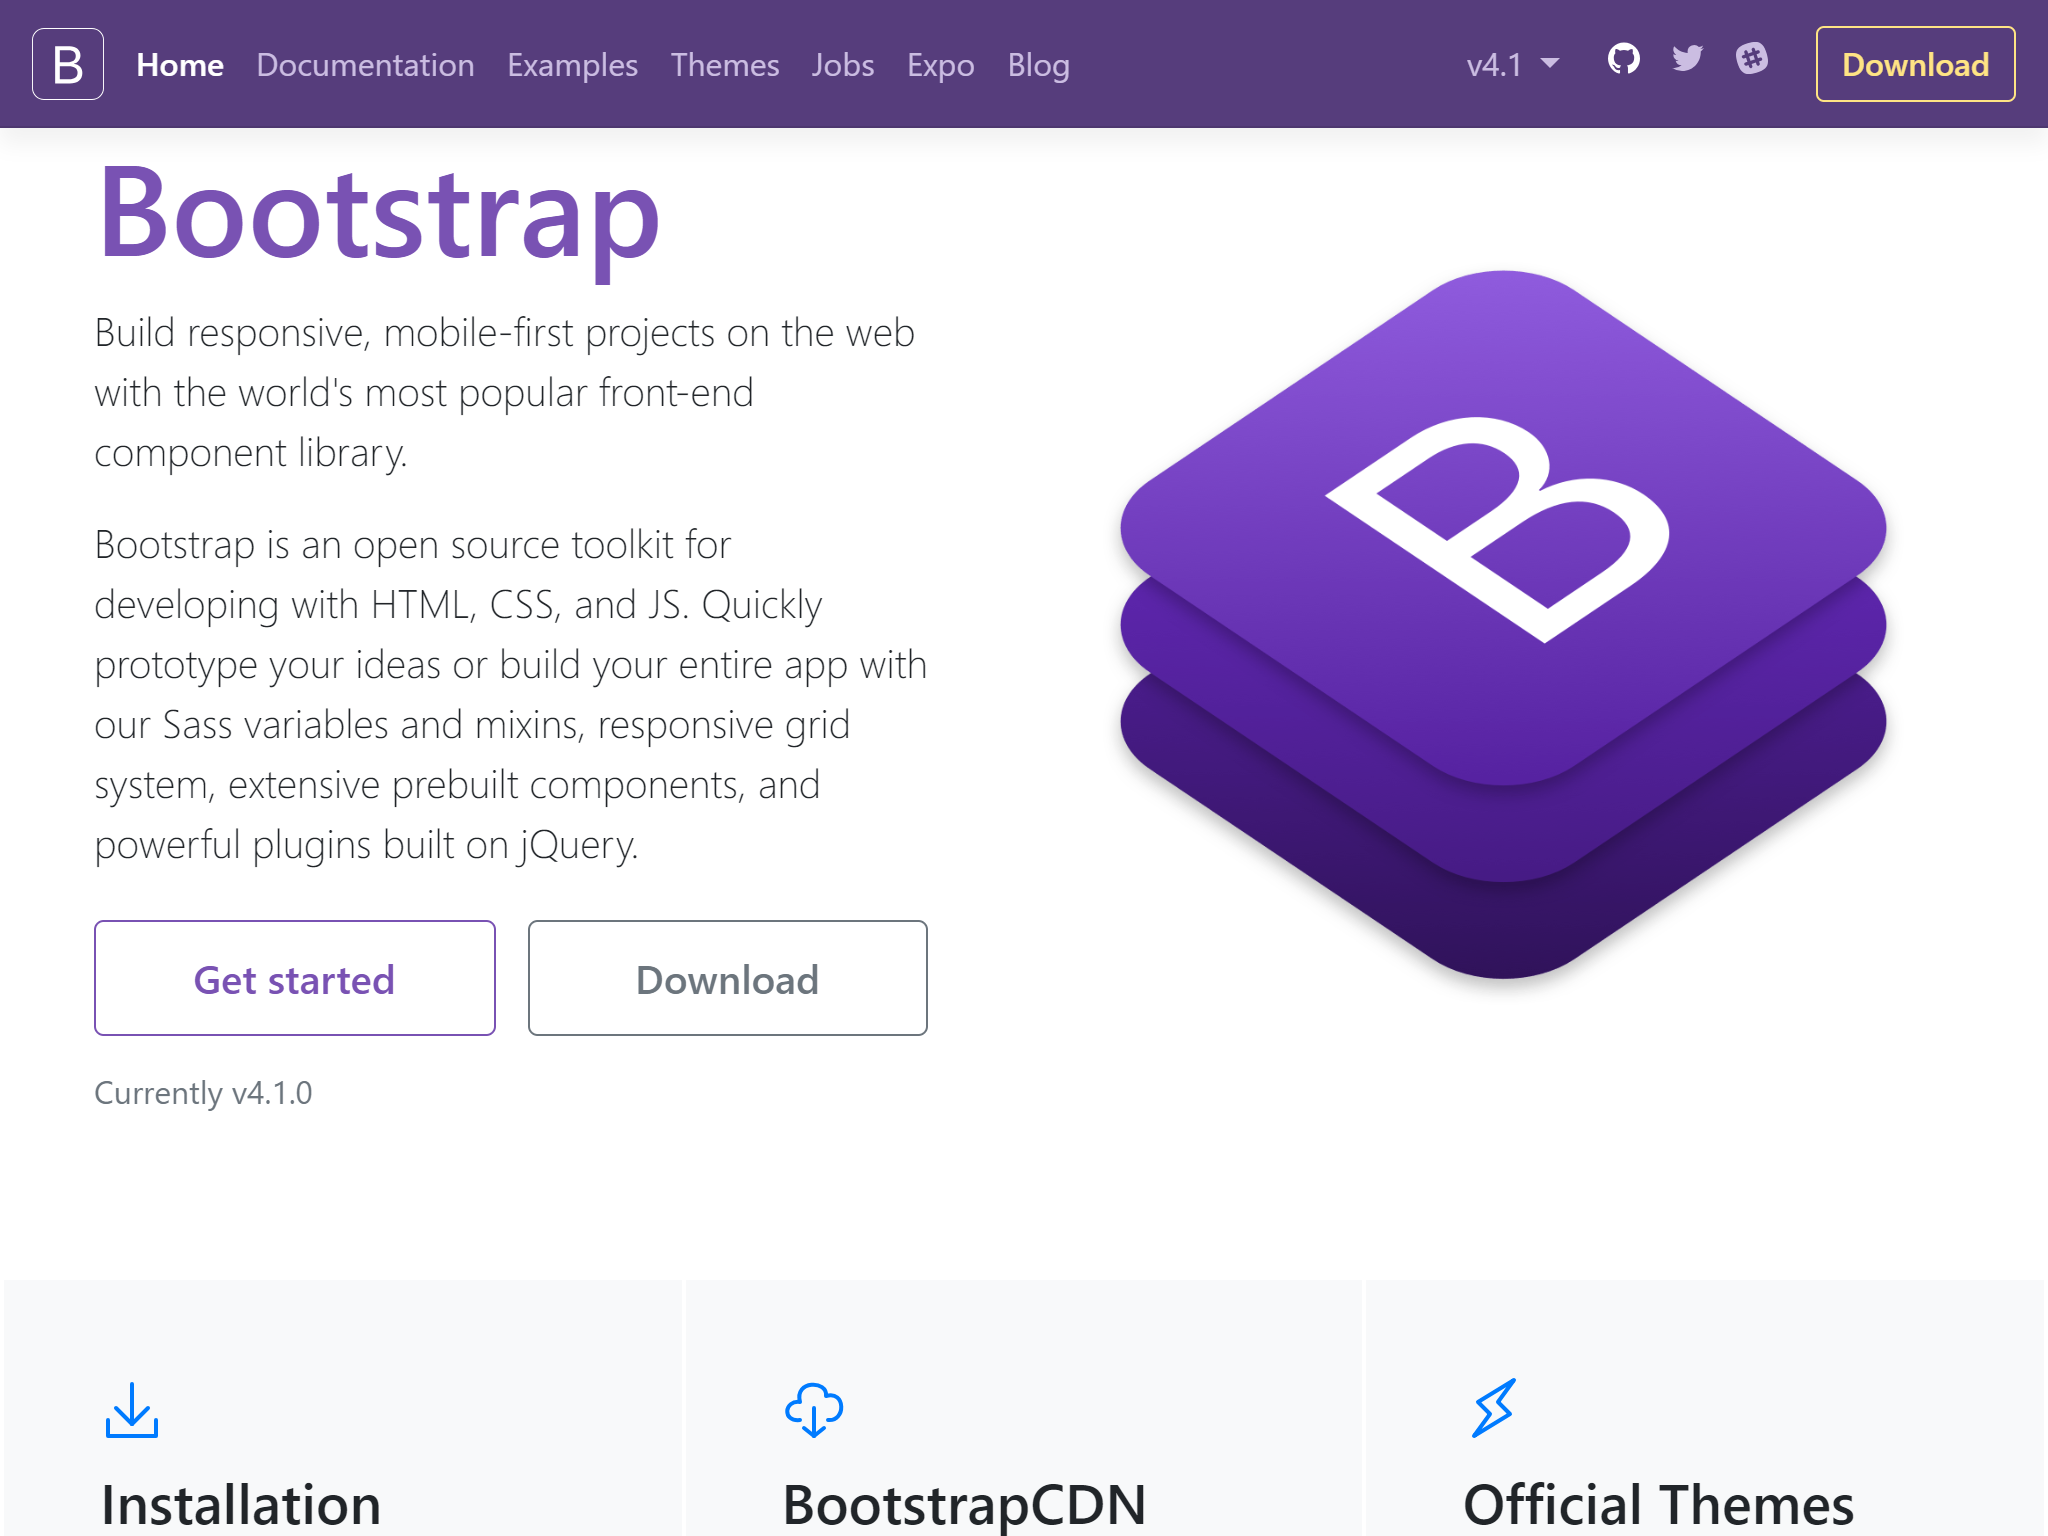 B Home Documentation Examples Themes Jobs Expo Blog v4.1 Download
Bootstrap
Build responsive, mobile-first projects on the web
with the world's most popular front-end
component library.
Bootstrap is an open source toolkit for
developing with HTML, CSS, and JS. Quickly
prototype your ideas or build your entire app with
our Sass variables and mixins, responsive grid
system, extensive prebuilt components, and
powerful plugins built on jQuery.
Get started Download
Currently v4.1.0
B
Installation BootstrapCDN Official Themes